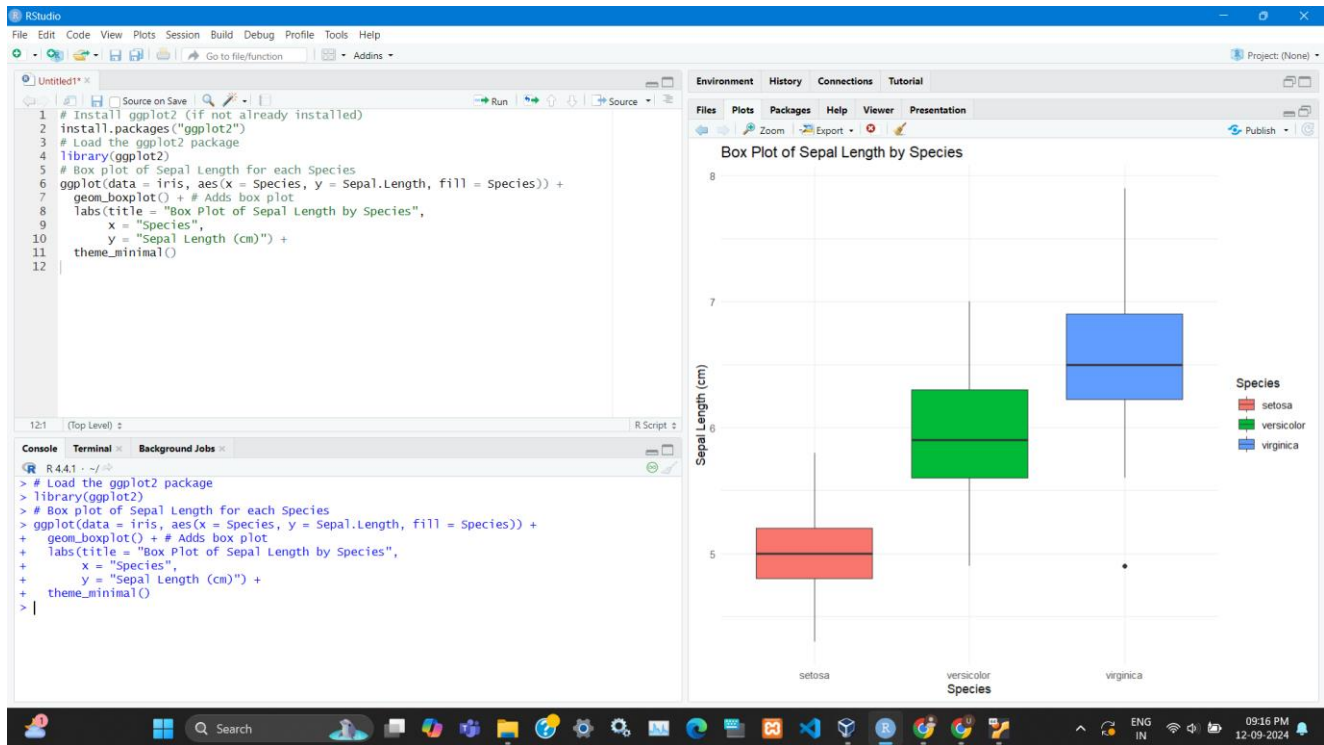 RStudio
File Edit Code View Plots Session Build Debug Profile Tools Help
Go to file/function Addins Project: (None)
Untitled1*
Source on Save Run Source
1 # Install ggplot2 (if not already installed)
2 install.packages("ggplot2")
3 # Load the ggplot2 package
4 library(ggplot2)
5 # Box plot of Sepal Length for each Species
6 ggplot(data = iris, aes(x = Species, y = Sepal.Length, fill = Species)) +
7 geom_boxplot() + # Adds box plot
8 labs(title = "Box Plot of Sepal Length by Species",
9 x = "Species",
10 y = "Sepal Length (cm)") +
11 theme_minimal()
12
12:1 (Top Level) R Script
Console Terminal Background Jobs
R R 4.4.1 · ~/
> # Load the ggplot2 package
> library(ggplot2)
> # Box plot of Sepal Length for each Species
> ggplot(data = iris, aes(x = Species, y = Sepal.Length, fill = Species)) +
+ geom_boxplot() + # Adds box plot
+ labs(title = "Box Plot of Sepal Length by Species",
+ x = "Species",
+ y = "Sepal Length (cm)") +
+ theme_minimal()
>
Environment History Connections Tutorial
Files Plots Packages Help Viewer Presentation
Zoom Export Publish
Box Plot of Sepal Length by Species
8
7
6
5
Sepal Length (cm)
setosa versicolor virginica
Species
Species
setosa
versicolor
virginica
1
Search
ENG
IN
09:16 PM
12-09-2024